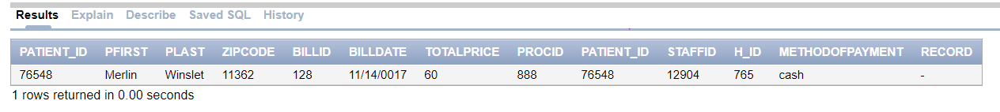 Results Explain Describe Saved SQL History
PATIENT_ID PFIRST PLAST ZIPCODE BILLID BILLDATE TOTALPRICE PROCID PATIENT_ID STAFFID H_ID METHODOFPAYMENT RECORD
76548 Merlin Winslet 11362 128 11/14/0017 60 888 76548 12904 765 cash -
1 rows returned in 0.00 seconds